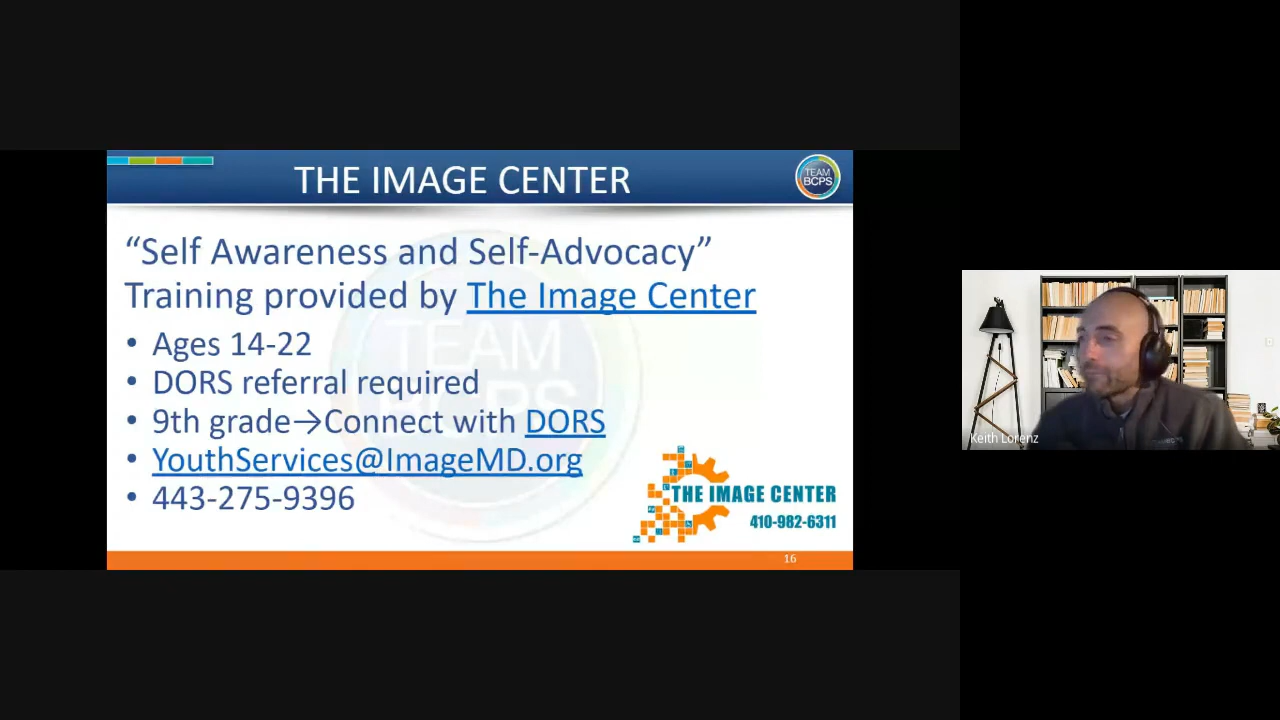 THE IMAGE CENTER
TEAM
BCPS
“Self Awareness and Self-Advocacy”
Training provided by The Image Center
• Ages 14-22
• DORS referral required
• 9th grade→Connect with DORS
• YouthServices@ImageMD.org
• 443-275-9396
TEAM
BCPS
THE IMAGE CENTER
410-982-6311
16
Keith Lorenz